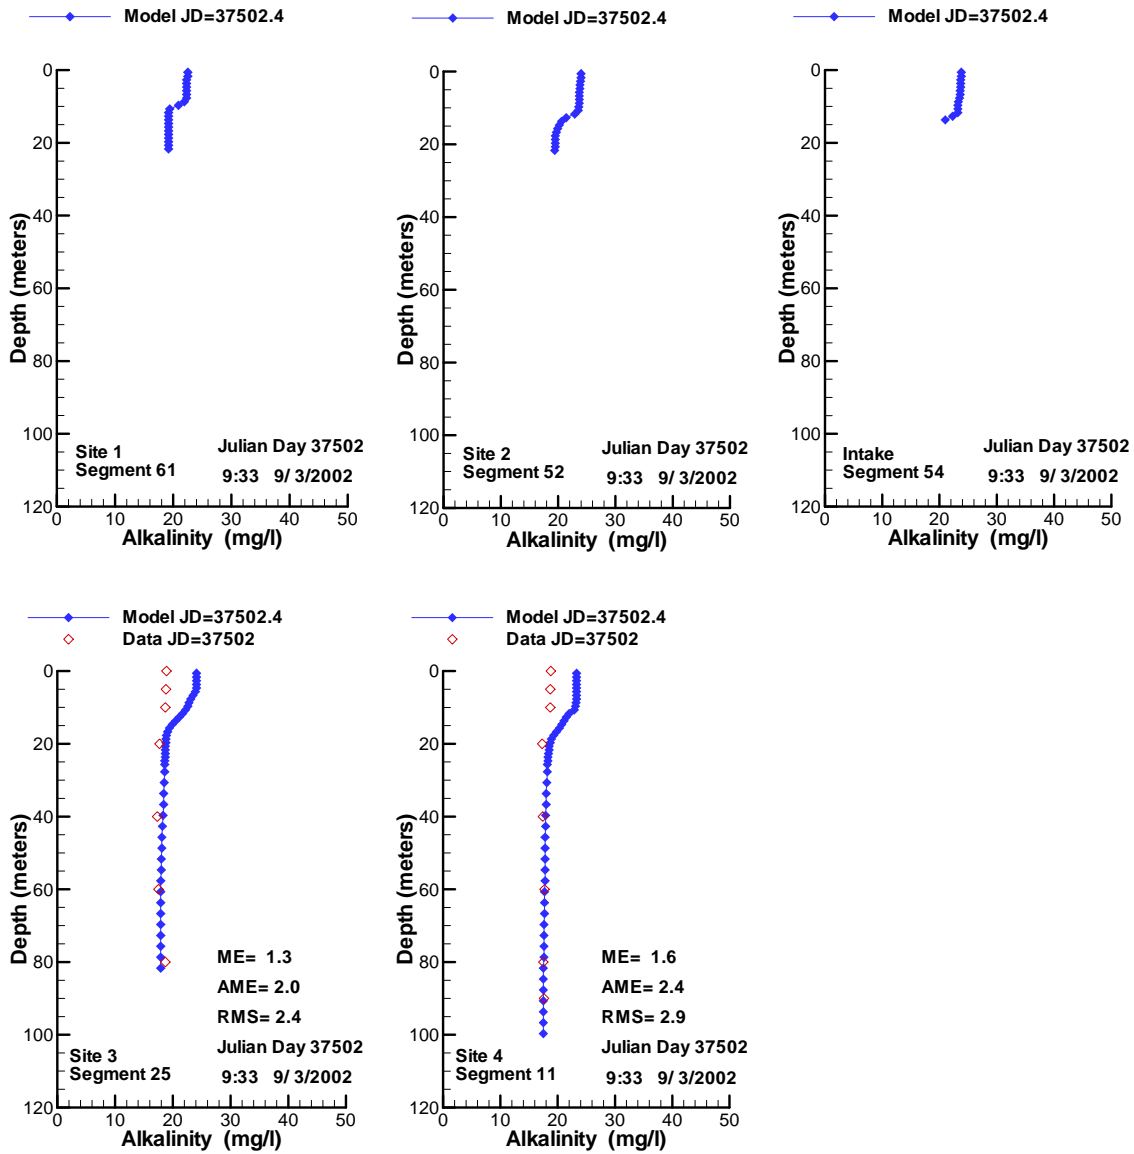 Model JD=37502.4
0
20
40
60
80
100
120
Depth (meters)
Site 1
Segment 61
Julian Day 37502
9:33 9/ 3/2002
0 10 20 30 40 50
Alkalinity (mg/l)
Model JD=37502.4
0
20
40
60
80
100
120
Depth (meters)
Site 2
Segment 52
Julian Day 37502
9:33 9/ 3/2002
0 10 20 30 40 50
Alkalinity (mg/l)
Model JD=37502.4
0
20
40
60
80
100
120
Depth (meters)
Intake
Segment 54
Julian Day 37502
9:33 9/ 3/2002
0 10 20 30 40 50
Alkalinity (mg/l)
Model JD=37502.4
Data JD=37502
0
20
40
60
80
100
120
Depth (meters)
ME= 1.3
AME= 2.0
RMS= 2.4
Site 3
Segment 25
Julian Day 37502
9:33 9/ 3/2002
0 10 20 30 40 50
Alkalinity (mg/l)
Model JD=37502.4
Data JD=37502
0
20
40
60
80
100
120
Depth (meters)
ME= 1.6
AME= 2.4
RMS= 2.9
Site 4
Segment 11
Julian Day 37502
9:33 9/ 3/2002
0 10 20 30 40 50
Alkalinity (mg/l)